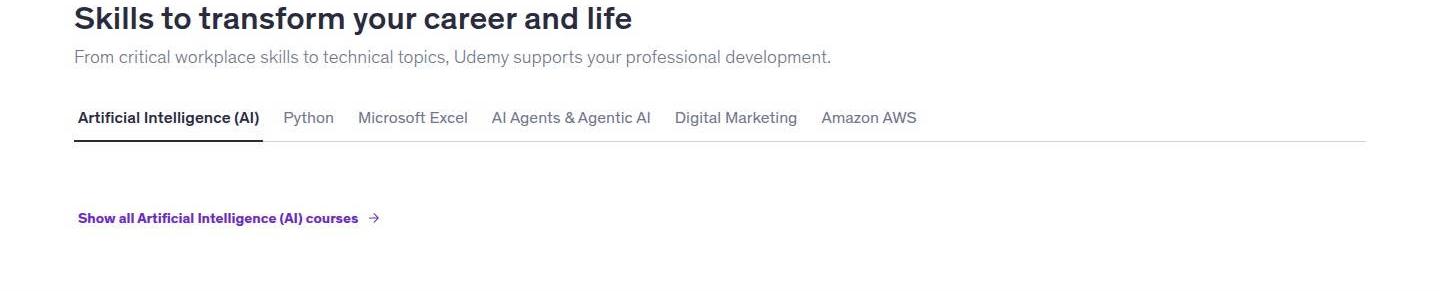 Skills to transform your career and life
From critical workplace skills to technical topics, Udemy supports your professional development.
Artificial Intelligence (AI) Python Microsoft Excel AI Agents & Agentic AI Digital Marketing Amazon AWS
Show all Artificial Intelligence (AI) courses →